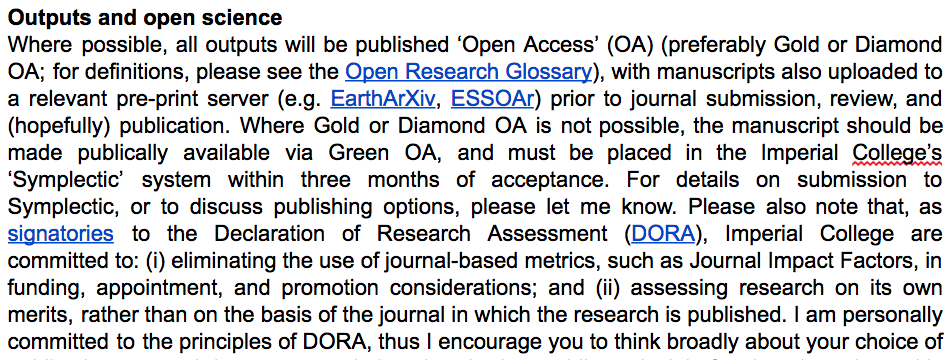 Outputs and open science
Where possible, all outputs will be published ‘Open Access’ (OA) (preferably Gold or Diamond
OA; for definitions, please see the Open Research Glossary), with manuscripts also uploaded to
a relevant pre-print server (e.g. EarthArXiv, ESSOAr) prior to journal submission, review, and
(hopefully) publication. Where Gold or Diamond OA is not possible, the manuscript should be
made publically available via Green OA, and must be placed in the Imperial College’s
‘Symplectic’ system within three months of acceptance. For details on submission to
Symplectic, or to discuss publishing options, please let me know. Please also note that, as
signatories to the Declaration of Research Assessment (DORA), Imperial College are
committed to: (i) eliminating the use of journal-based metrics, such as Journal Impact Factors, in
funding, appointment, and promotion considerations; and (ii) assessing research on its own
merits, rather than on the basis of the journal in which the research is published. I am personally
committed to the principles of DORA, thus I encourage you to think broadly about your choice of